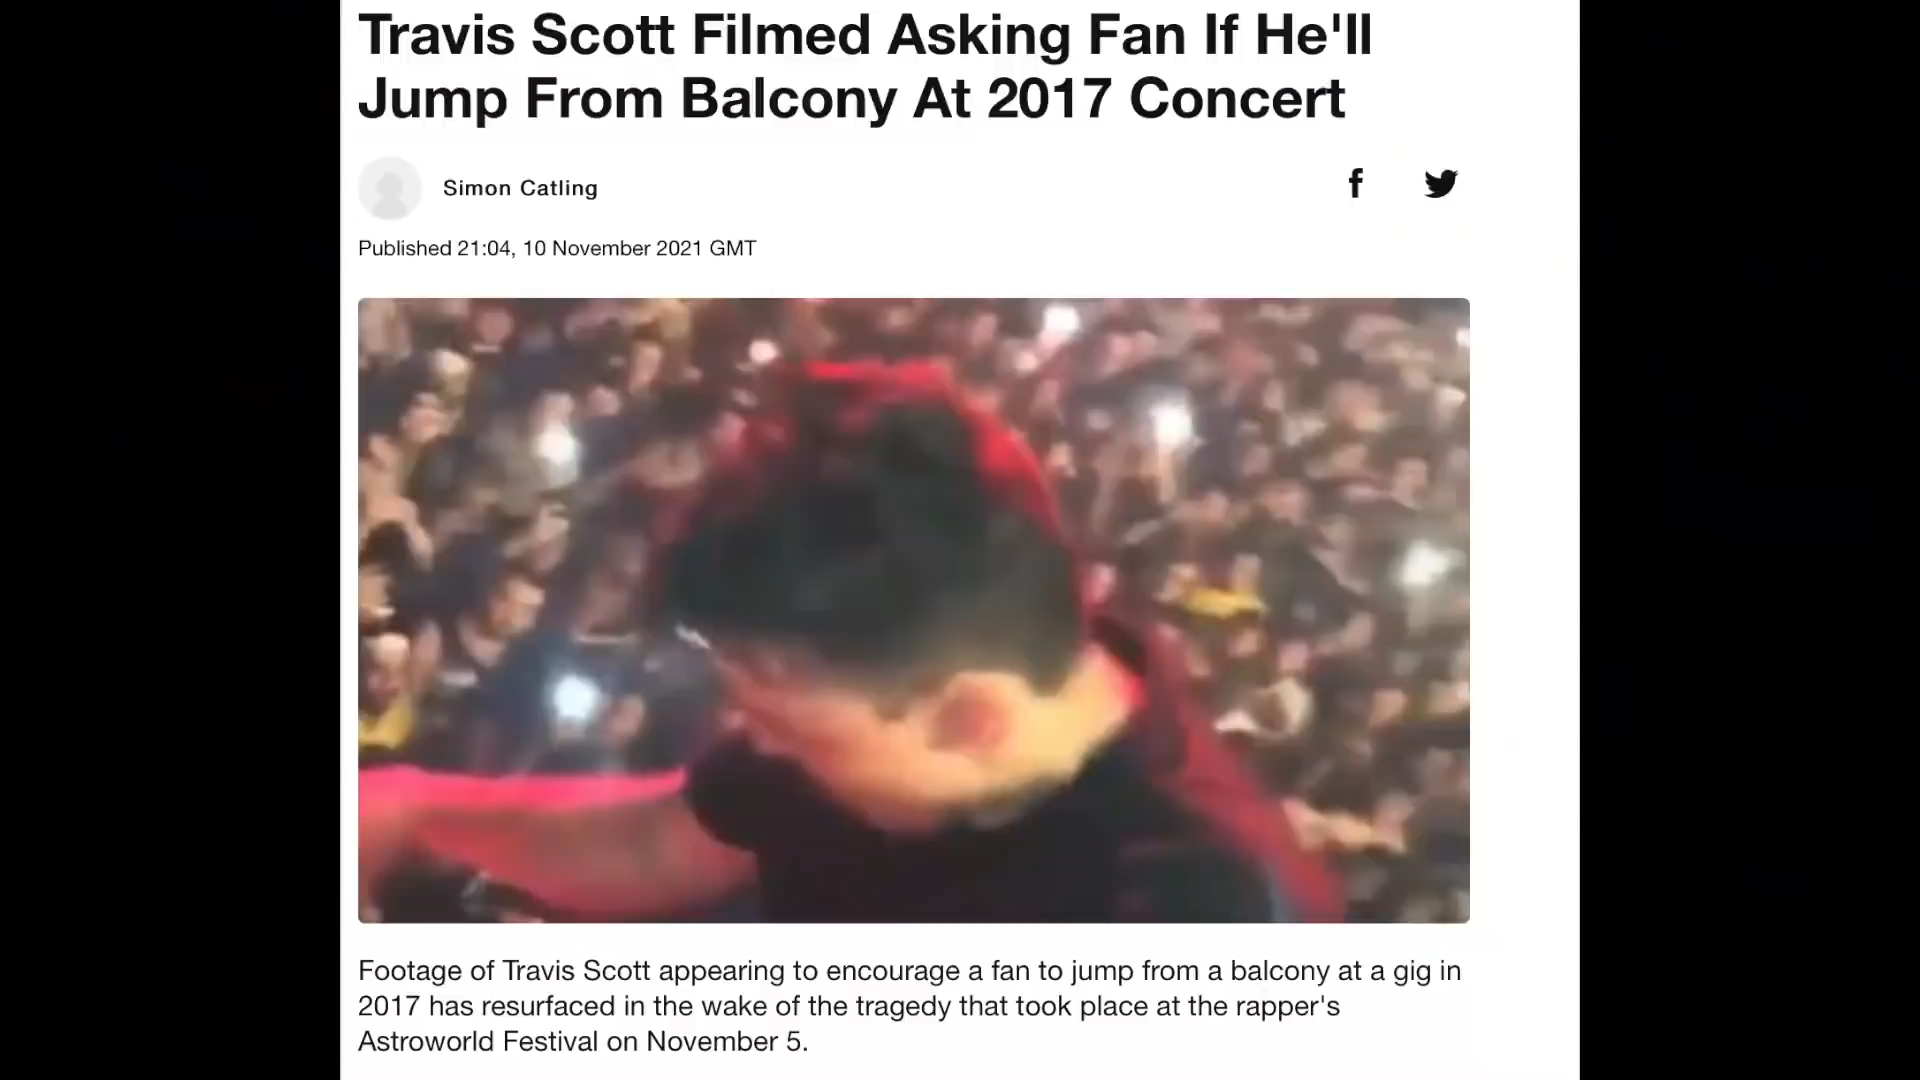 Travis Scott Filmed Asking Fan If He'll
Jump From Balcony At 2017 Concert
Simon Catling
Published 21:04, 10 November 2021 GMT
Footage of Travis Scott appearing to encourage a fan to jump from a balcony at a gig in
2017 has resurfaced in the wake of the tragedy that took place at the rapper's
Astroworld Festival on November 5.